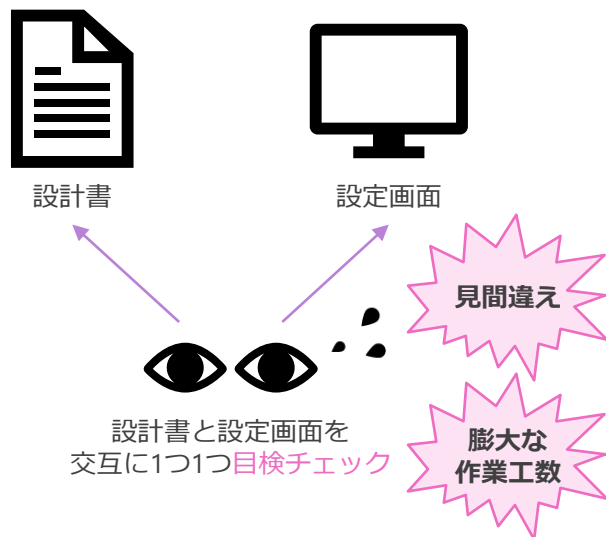 設計書
設定画面
見間違え
設計書と設定画面を
交互に1つ1つ目検チェック
膨大な
作業工数